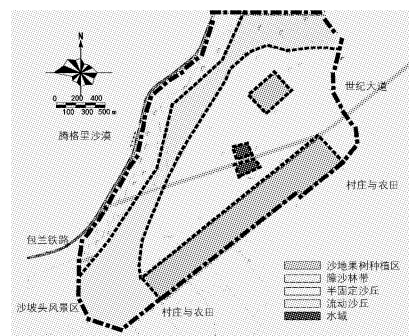 N
0 200 400
100 300 500m
世纪大道
腾格里沙漠
村庄与农田
包兰铁路
沙地果树种植区
障沙林带
半固定沙丘
流动沙丘
水域
沙坡头风景区
村庄与农田